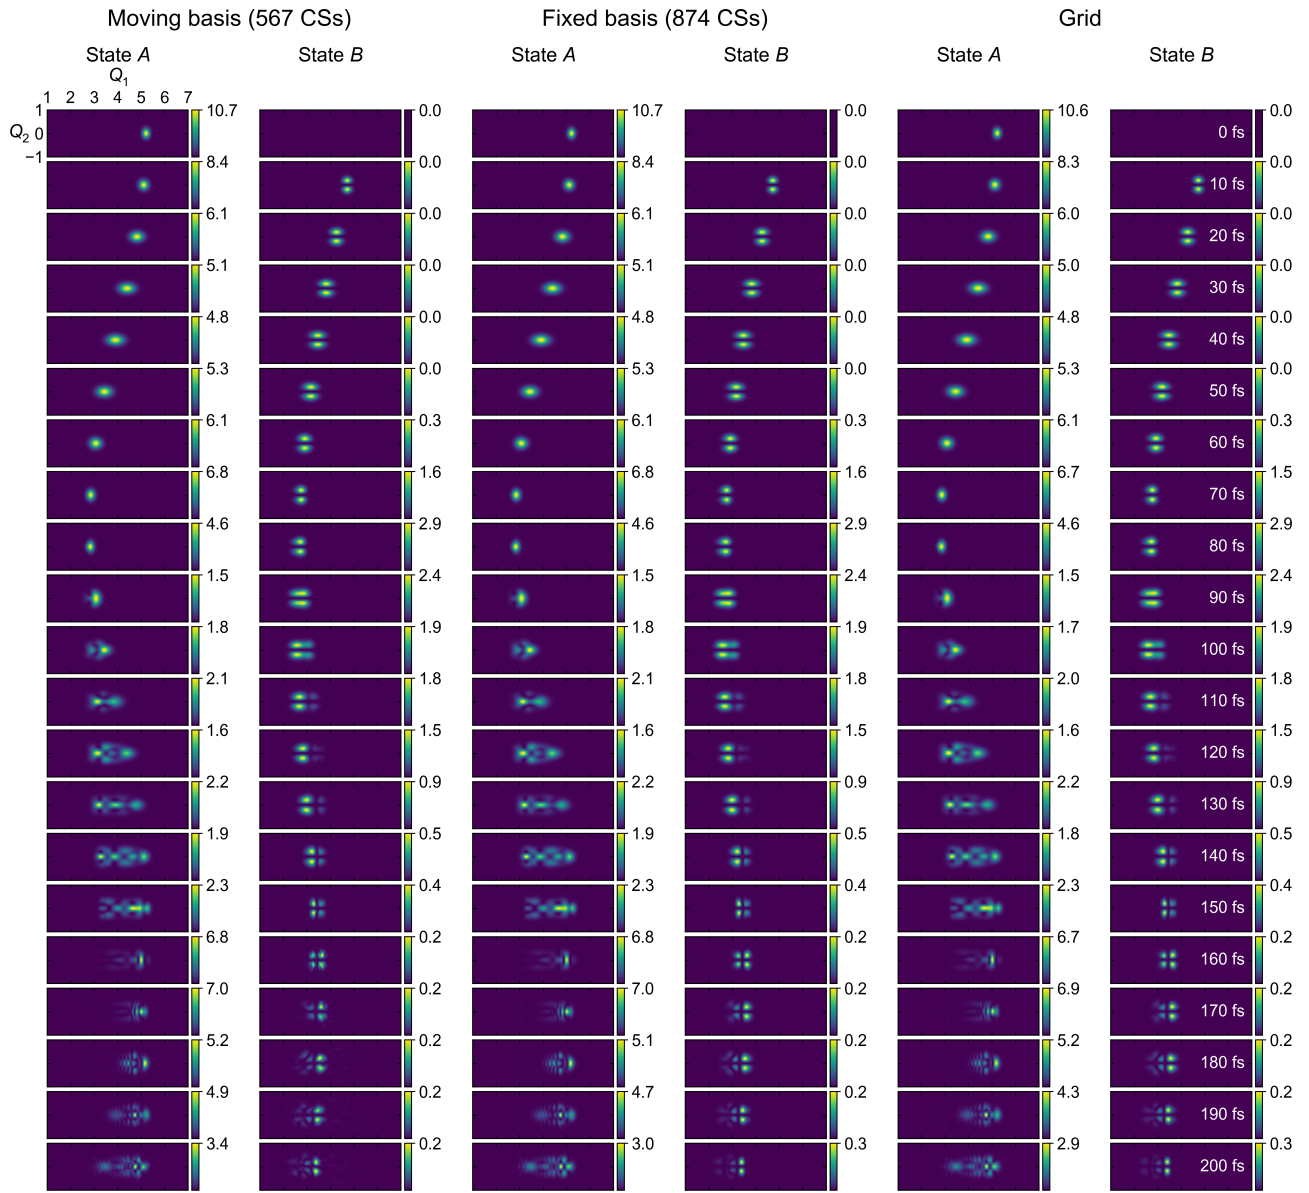 Moving basis (567 CSs) Fixed basis (874 CSs) Grid
State A State B State A State B State A State B
Q1
1 2 3 4 5 6 7
1 10.7 0.0 10.7 0.0 10.6 0.0
Q2 0 0 fs
−1 8.4 0.0 8.4 0.0 8.3 0.0
10 fs
6.1 0.0 6.1 0.0 6.0 0.0
20 fs
5.1 0.0 5.1 0.0 5.0 0.0
30 fs
4.8 0.0 4.8 0.0 4.8 0.0
40 fs
5.3 0.0 5.3 0.0 5.3 0.0
50 fs
6.1 0.3 6.1 0.3 6.1 0.3
60 fs
6.8 1.6 6.8 1.6 6.7 1.5
70 fs
4.6 2.9 4.6 2.9 4.6 2.9
80 fs
1.5 2.4 1.5 2.4 1.5 2.4
90 fs
1.8 1.9 1.8 1.9 1.7 1.9
100 fs
2.1 1.8 2.1 1.8 2.0 1.8
110 fs
1.6 1.5 1.6 1.5 1.6 1.5
120 fs
2.2 0.9 2.2 0.9 2.2 0.9
130 fs
1.9 0.5 1.9 0.5 1.8 0.5
140 fs
2.3 0.4 2.3 0.4 2.3 0.4
150 fs
6.8 0.2 6.8 0.2 6.7 0.2
160 fs
7.0 0.2 7.0 0.2 6.9 0.2
170 fs
5.2 0.2 5.1 0.2 5.2 0.2
180 fs
4.9 0.2 4.7 0.2 4.3 0.2
190 fs
3.4 0.2 3.0 0.3 2.9 0.3
200 fs